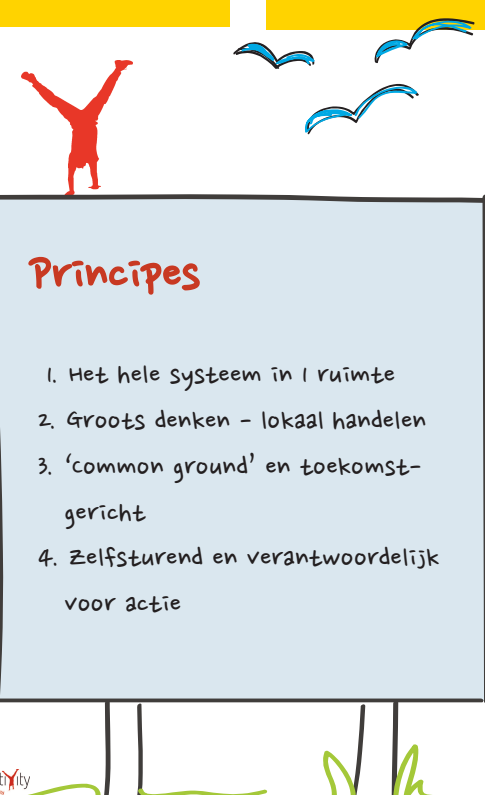 Principes
1. Het hele systeem in 1 ruimte
2. Groots denken - lokaal handelen
3. 'common ground' en toekomst-
gericht
4. Zelfsturend en verantwoordelijk
voor actie
tivity